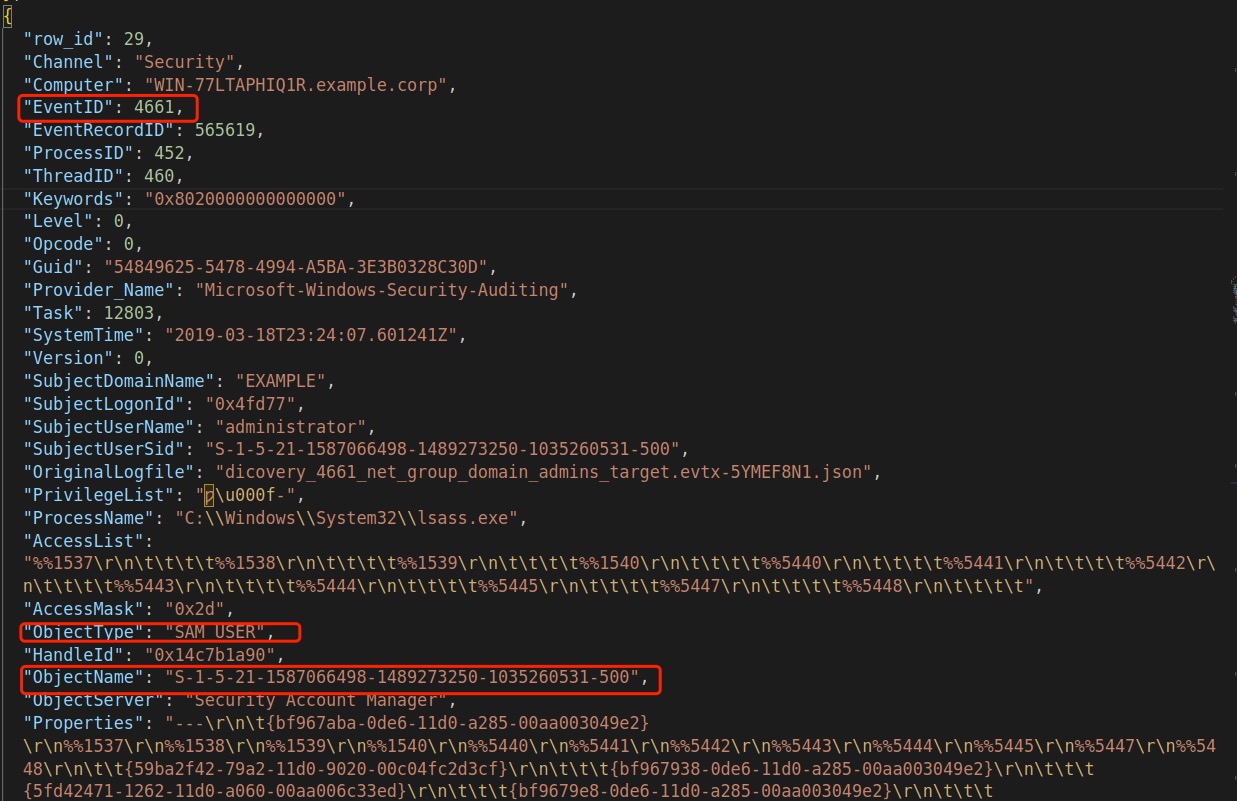 {
"row_id": 29,
"Channel": "Security",
"Computer": "WIN-77LTAPHIQ1R.example.corp",
"EventID": 4661,
"EventRecordID": 565619,
"ProcessID": 452,
"ThreadID": 460,
"Keywords": "0x8020000000000000",
"Level": 0,
"Opcode": 0,
"Guid": "54849625-5478-4994-A5BA-3E3B0328C30D",
"Provider_Name": "Microsoft-Windows-Security-Auditing",
"Task": 12803,
"SystemTime": "2019-03-18T23:24:07.601241Z",
"Version": 0,
"SubjectDomainName": "EXAMPLE",
"SubjectLogonId": "0x4fd77",
"SubjectUserName": "administrator",
"SubjectUserSid": "S-1-5-21-1587066498-1489273250-1035260531-500",
"OriginalLogfile": "dicovery_4661_net_group_domain_admins_target.evtx-5YMEF8N1.json",
"PrivilegeList": "p\u000f-",
"ProcessName": "C:\\Windows\\System32\\lsass.exe",
"AccessList":
"%%1537\r\n\t\t\t\t%%1538\r\n\t\t\t\t%%1539\r\n\t\t\t\t%%1540\r\n\t\t\t\t%%5440\r\n\t\t\t\t%%5441\r\n\t\t\t\t%%5442\r\
n\t\t\t\t%%5443\r\n\t\t\t\t%%5444\r\n\t\t\t\t%%5445\r\n\t\t\t\t%%5447\r\n\t\t\t\t%%5448\r\n\t\t\t\t",
"AccessMask": "0x2d",
"ObjectType": "SAM_USER",
"HandleId": "0x14c7b1a90",
"ObjectName": "S-1-5-21-1587066498-1489273250-1035260531-500",
"ObjectServer": "Security Account Manager",
"Properties": "---\r\n\t{bf967aba-0de6-11d0-a285-00aa003049e2}
\r\n%%1537\r\n%%1538\r\n%%1539\r\n%%1540\r\n%%5440\r\n%%5441\r\n%%5442\r\n%%5443\r\n%%5444\r\n%%5445\r\n%%5447\r\n%%54
48\r\n\t\t{59ba2f42-79a2-11d0-9020-00c04fc2d3cf}\r\n\t\t\t{bf967938-0de6-11d0-a285-00aa003049e2}\r\n\t\t\t
{5fd42471-1262-11d0-a060-00aa006c33ed}\r\n\t\t\t{bf9679e8-0de6-11d0-a285-00aa003049e2}\r\n\t\t\t